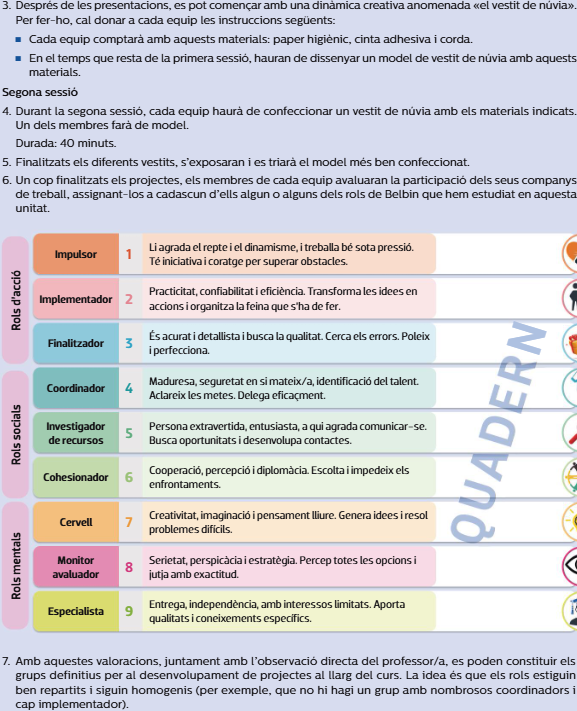 3. Després de les presentacions, es pot començar amb una dinàmica creativa anomenada «el vestit de núvia».
Per fer-ho, cal donar a cada equip les instruccions següents:
▪ Cada equip comptarà amb aquests materials: paper higiènic, cinta adhesiva i corda.
▪ En el temps que resta de la primera sessió, hauran de dissenyar un model de vestit de núvia amb aquests
materials.
Segona sessió
4. Durant la segona sessió, cada equip haurà de confeccionar un vestit de núvia amb els materials indicats.
Un dels membres farà de model.
Durada: 40 minuts.
5. Finalitzats els diferents vestits, s'exposaran i es triarà el model més ben confeccionat.
6. Un cop finalitzats els projectes, els membres de cada equip avaluaran la participació dels seus companys
de treball, assignant-los a cadascun d'ells algun o alguns dels rols de Belbin que hem estudiat en aquesta
unitat.
Rols d'acció
Impulsor 1 Li agrada el repte i el dinamisme, i treballa bé sota pressió.
Té iniciativa i coratge per superar obstacles.
Implementador 2 Practicitat, confiabilitat i eficiència. Transforma les idees en
accions i organitza la feina que s'ha de fer.
Finalitzador 3 És acurat i detallista i busca la qualitat. Cerca els errors. Poleix
i perfecciona.
Rols socials
Coordinador 4 Maduresa, seguretat en si mateix/a, identificació del talent.
Aclareix les metes. Delega eficaçment.
Investigador
de recursos 5 Persona extravertida, entusiasta, a qui agrada comunicar-se.
Busca oportunitats i desenvolupa contactes.
Cohesionador 6 Cooperació, percepció i diplomàcia. Escolta i impedeix els
enfrontaments.
Rols mentals
Cervell 7 Creativitat, imaginació i pensament lliure. Genera idees i resol
problemes difícils.
Monitor
avaluador 8 Serietat, perspicàcia i estratègia. Percep totes les opcions i
jutja amb exactitud.
Especialista 9 Entrega, independència, amb interessos limitats. Aporta
qualitats i coneixements específics.
QUADERN
7. Amb aquestes valoracions, juntament amb l'observació directa del professor/a, es poden constituir els
grups definitius per al desenvolupament de projectes al llarg del curs. La idea és que els rols estiguin
ben repartits i siguin homogenis (per exemple, que no hi hagi un grup amb nombrosos coordinadors i
cap implementador).